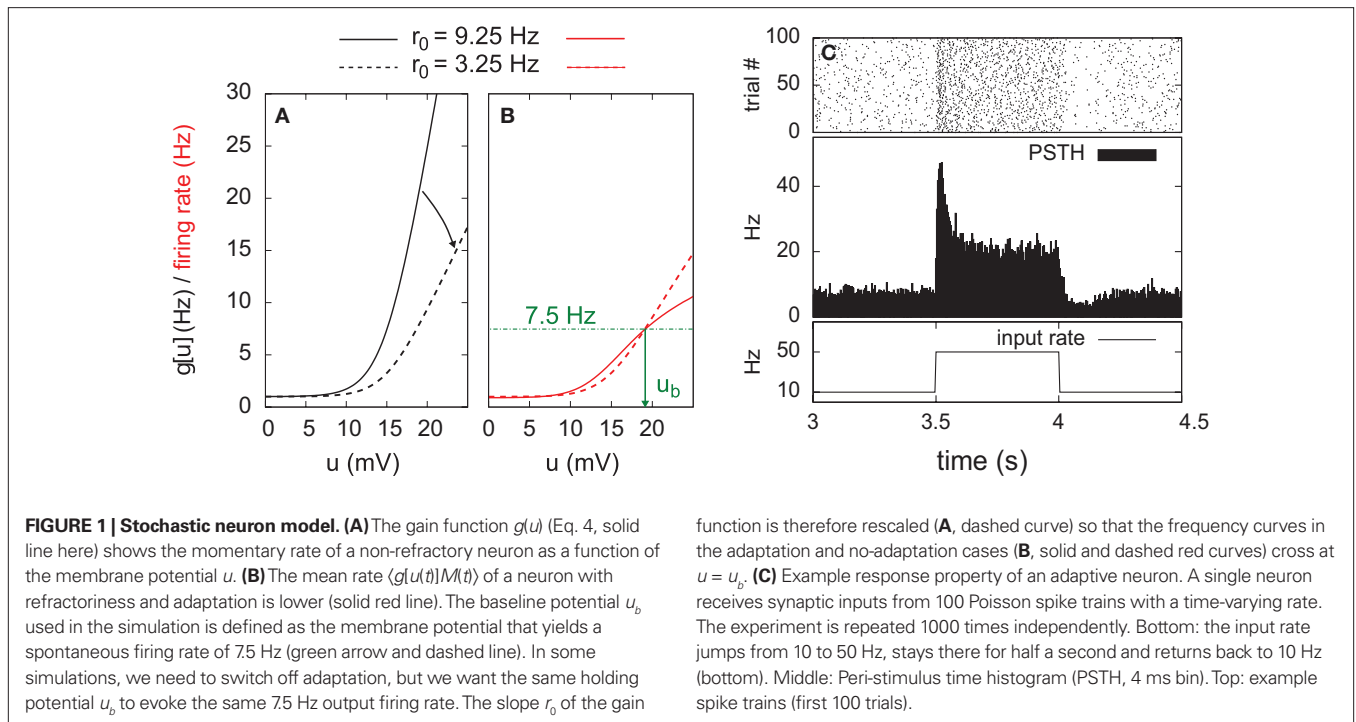 r0 = 9.25 Hz
r0 = 3.25 Hz
A
30
25
20
15
10
5
0
g[u] (Hz) / firing rate (Hz)
0 5 10 15 20
u (mV)
B
7.5 Hz
ub
0 5 10 15 20
u (mV)
C
100
50
0
trial #
PSTH
40
20
0
Hz
input rate
50
10
Hz
3 3.5 4 4.5
time (s)
FIGURE 1 | Stochastic neuron model. (A) The gain function g(u) (Eq. 4, solid
line here) shows the momentary rate of a non-refractory neuron as a function of
the membrane potential u. (B) The mean rate ⟨g[u(t)]M(t)⟩ of a neuron with
refractoriness and adaptation is lower (solid red line). The baseline potential ub
used in the simulation is defined as the membrane potential that yields a
spontaneous firing rate of 7.5 Hz (green arrow and dashed line). In some
simulations, we need to switch off adaptation, but we want the same holding
potential ub to evoke the same 7.5 Hz output firing rate. The slope r0 of the gain
function is therefore rescaled (A, dashed curve) so that the frequency curves in
the adaptation and no-adaptation cases (B, solid and dashed red curves) cross at
u = ub. (C) Example response property of an adaptive neuron. A single neuron
receives synaptic inputs from 100 Poisson spike trains with a time-varying rate.
The experiment is repeated 1000 times independently. Bottom: the input rate
jumps from 10 to 50 Hz, stays there for half a second and returns back to 10 Hz
(bottom). Middle: Peri-stimulus time histogram (PSTH, 4 ms bin). Top: example
spike trains (first 100 trials).